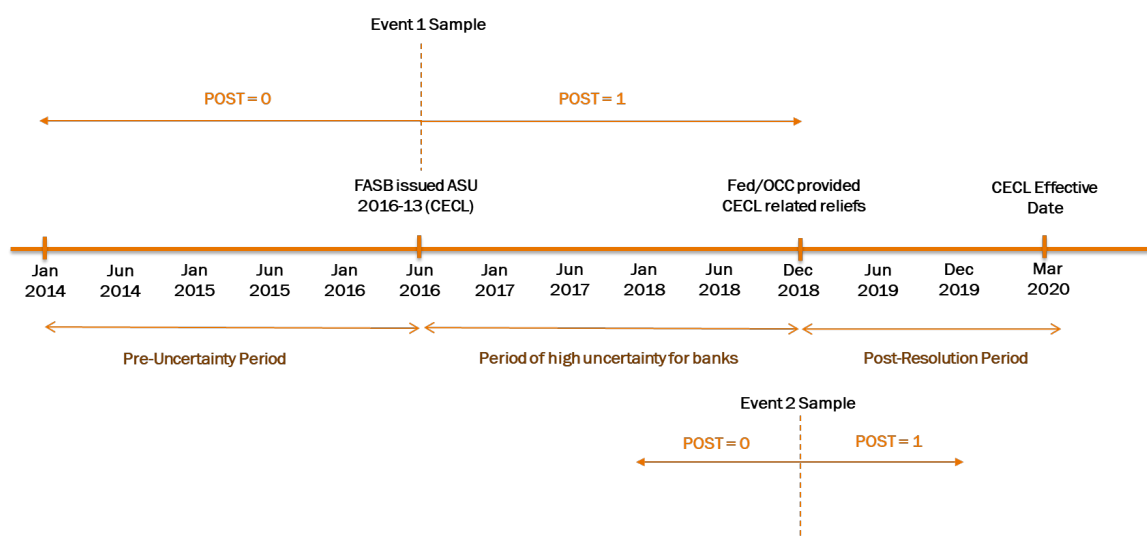 Event 1 Sample
POST = 0
POST = 1
FASB issued ASU
2016-13 (CECL)
Fed/OCC provided
CECL related reliefs
CECL Effective
Date
Jan
2014
Jun
2014
Jan
2015
Jun
2015
Jan
2016
Jun
2016
Jan
2017
Jun
2017
Jan
2018
Jun
2018
Dec
2018
Jun
2019
Dec
2019
Mar
2020
Pre-Uncertainty Period
Period of high uncertainty for banks
Post-Resolution Period
Event 2 Sample
POST = 0
POST = 1